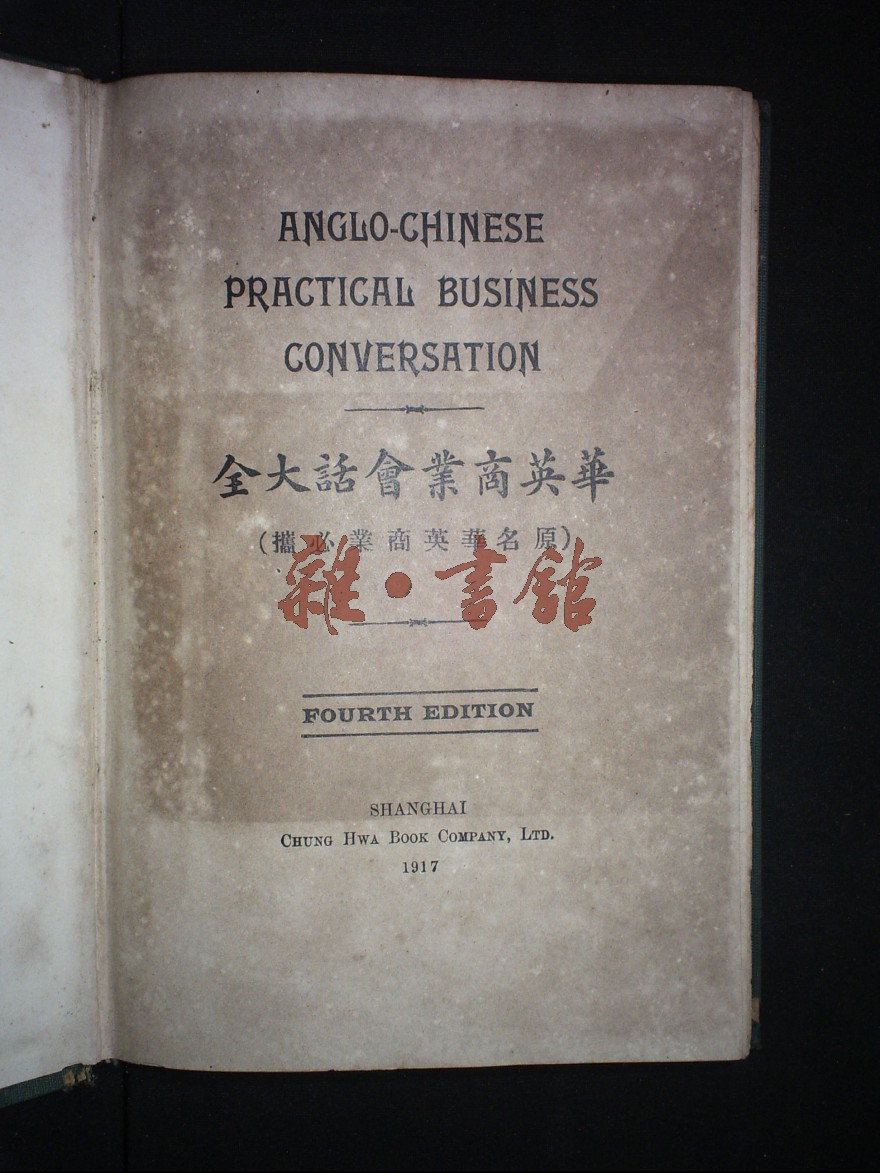 ANGLO-CHINESE
PRACTICAL BUSINESS
CONVERSATION
華英商業會話大全
(原名華英商業必攜)
雜·書館
FOURTH EDITION
SHANGHAI
CHUNG HWA BOOK COMPANY, LTD.
1917